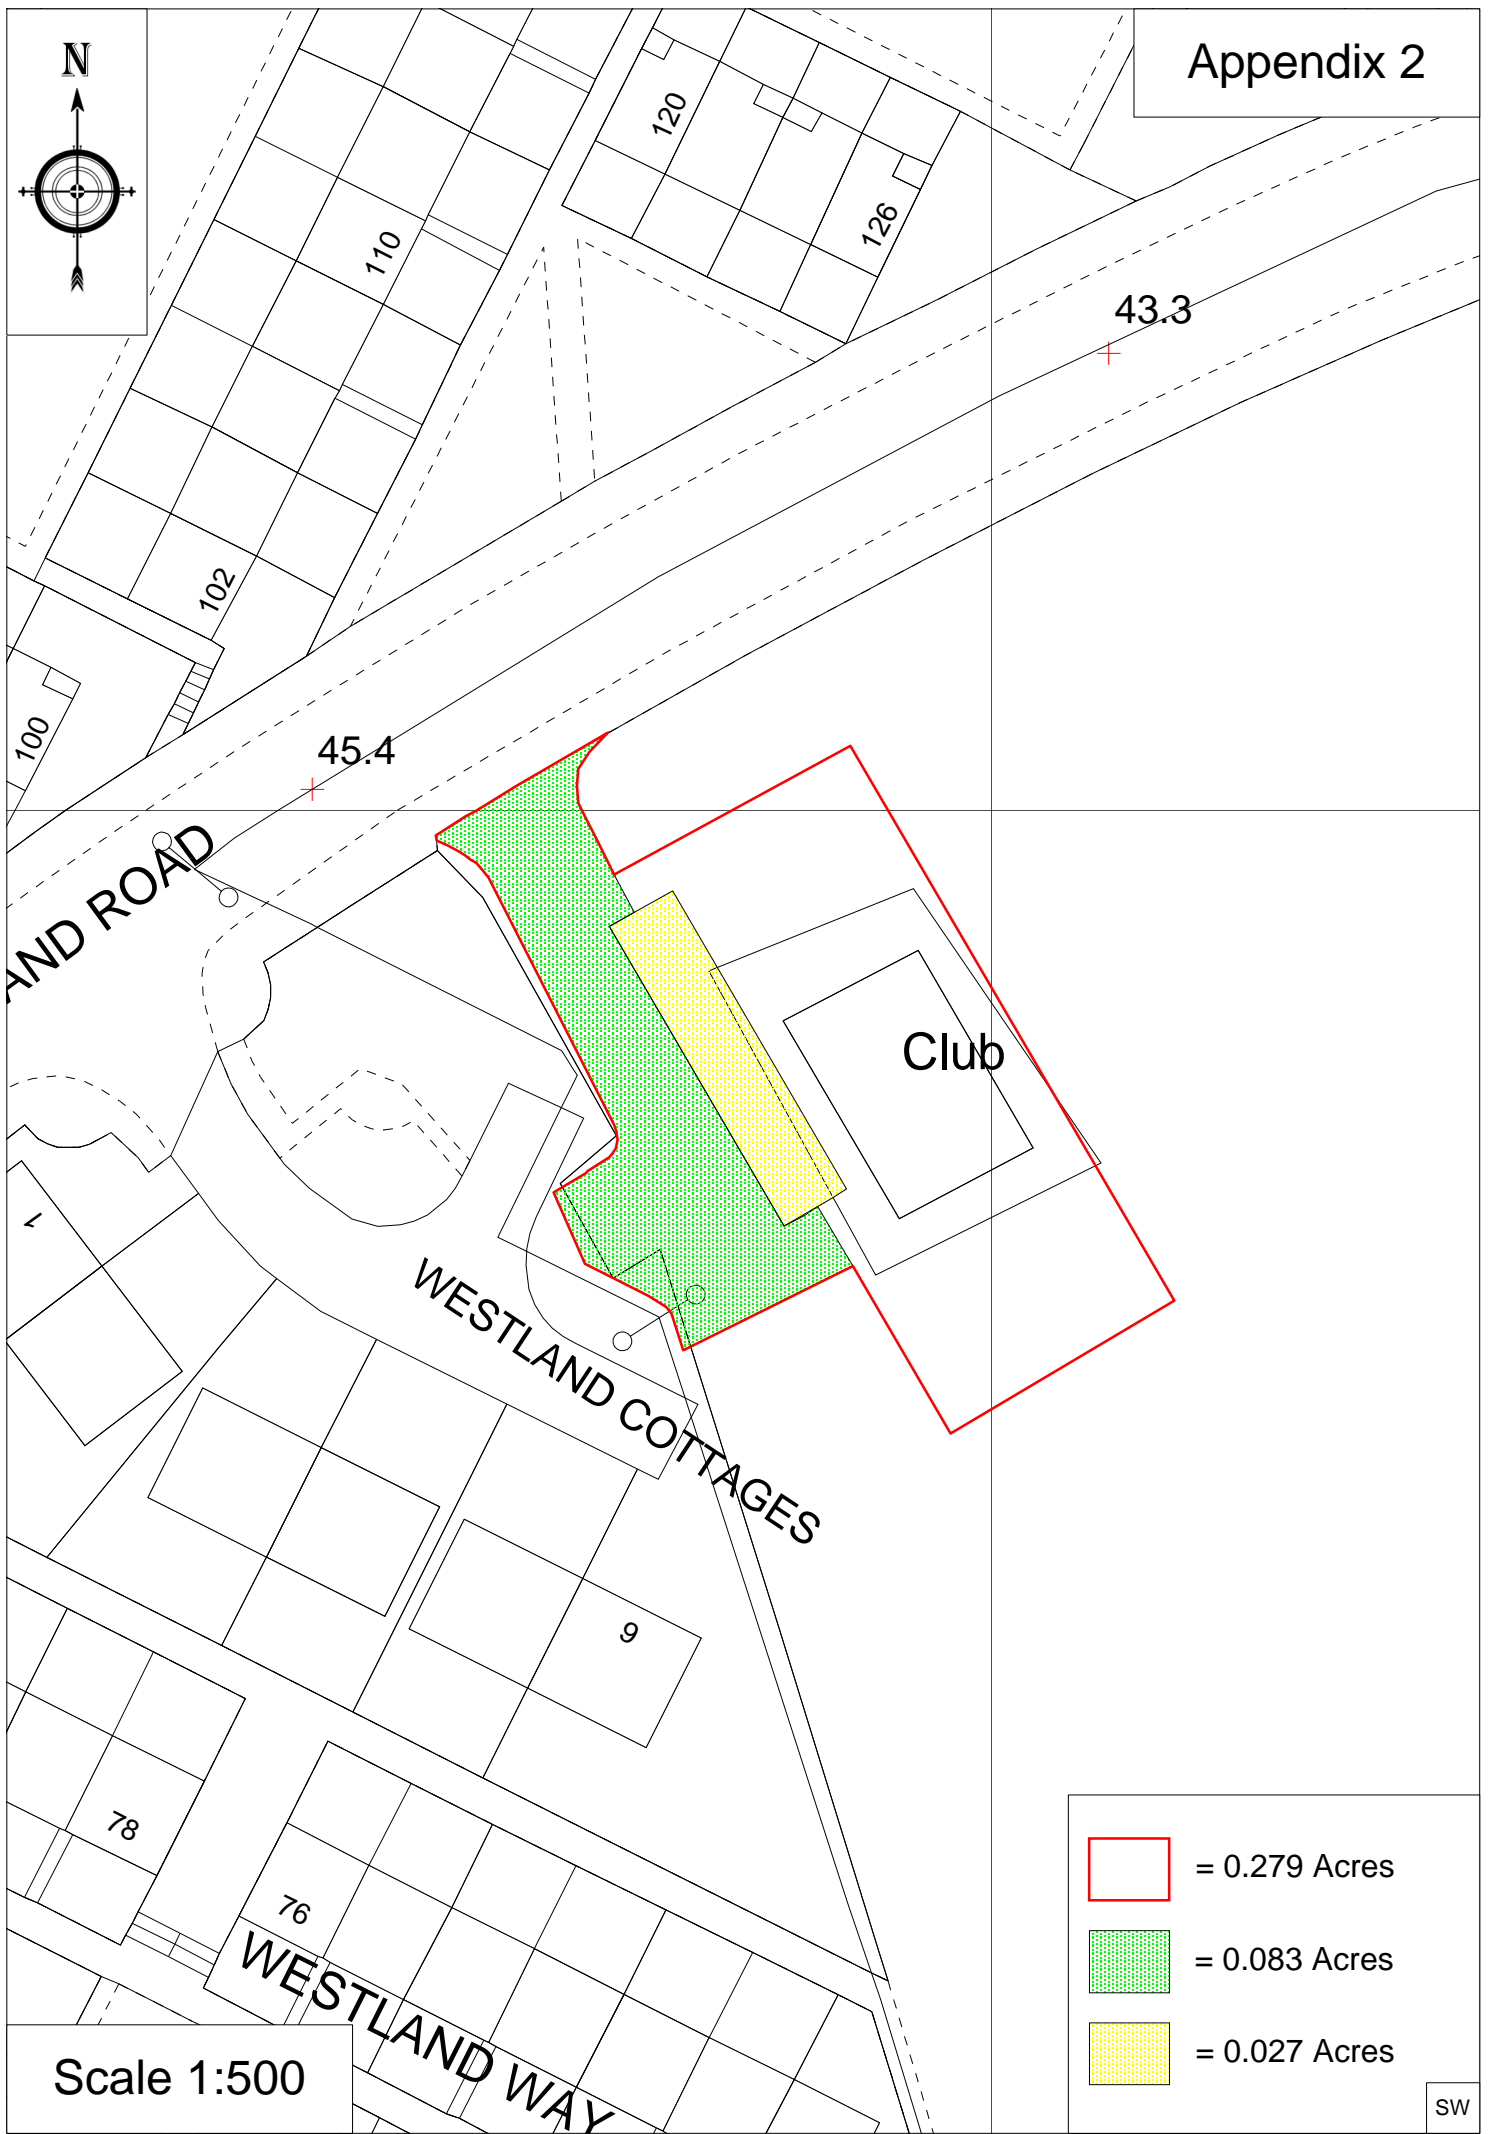 N
Appendix 2
120
126
110
43.3
102
100
45.4
AND ROAD
Club
1
WESTLAND COTTAGES
9
78
76
WESTLAND WAY
= 0.279 Acres
= 0.083 Acres
= 0.027 Acres
Scale 1:500
SW